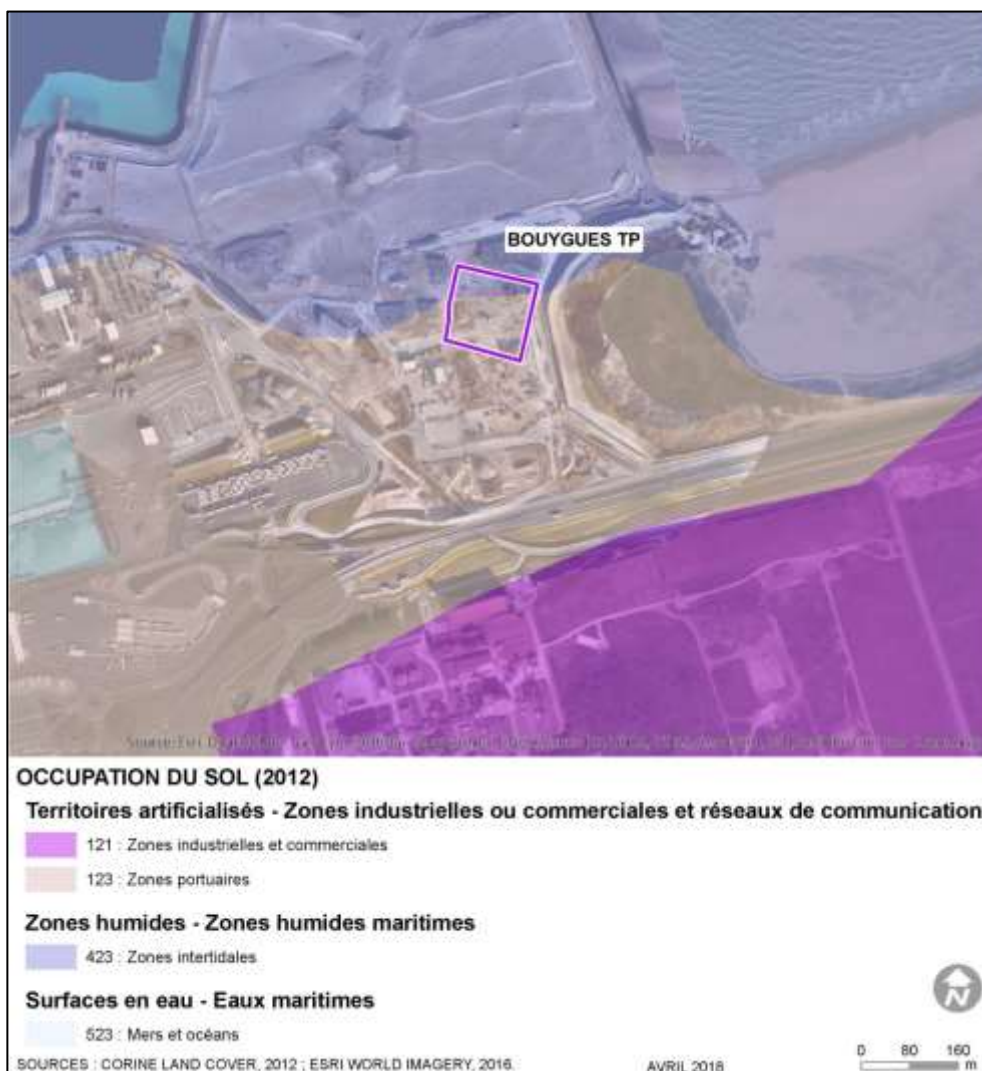 BOUYGUES TP
OCCUPATION DU SOL (2012)
Territoires artificialisés - Zones industrielles ou commerciales et réseaux de communication
121 : Zones industrielles et commerciales
123 : Zones portuaires
Zones humides - Zones humides maritimes
423 : Zones intertidales
Surfaces en eau - Eaux maritimes
523 : Mers et océans
N
SOURCES : CORINE LAND COVER, 2012 ; ESRI WORLD IMAGERY, 2016.
AVRIL 2018
0 80 160
m